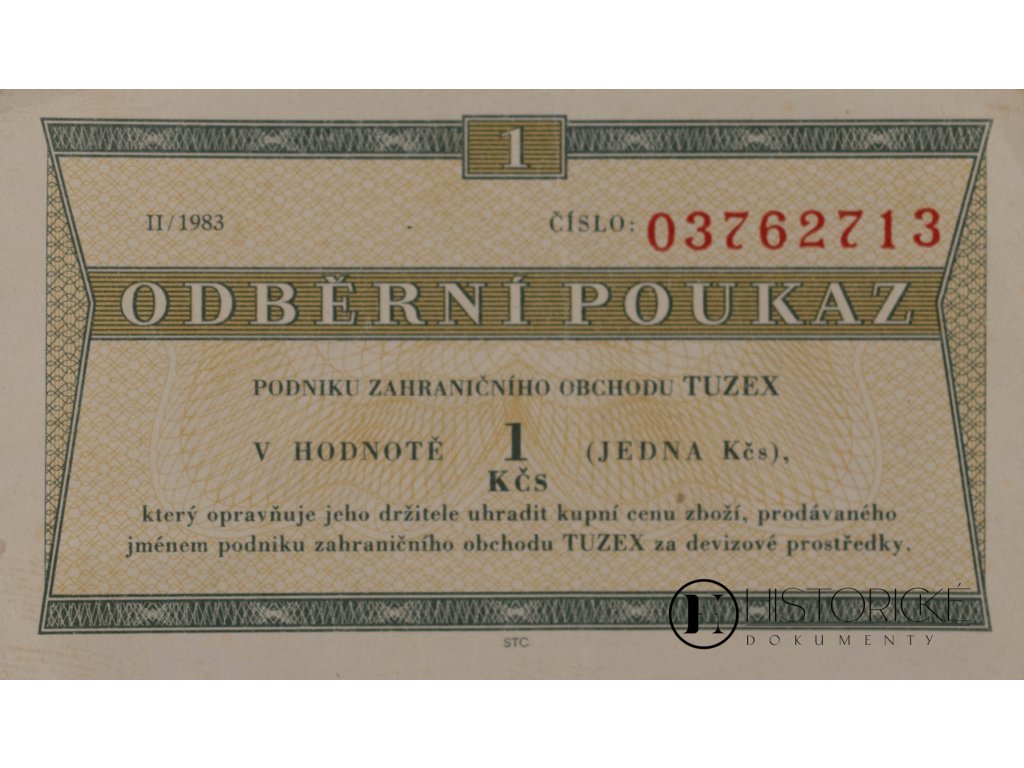 1
II/1983
ČÍSLO: 03762713
ODBĚRNÍ POUKAZ
PODNIKU ZAHRANIČNÍHO OBCHODU TUZEX
V HODNOTĚ 1 (JEDNA Kčs),
KČS
který opravňuje jeho držitele uhradit kupní cenu zboží, prodávaného
jménem podniku zahraničního obchodu TUZEX za devizové prostředky.
HISTORICKÉ
DOKUMENTY
STC